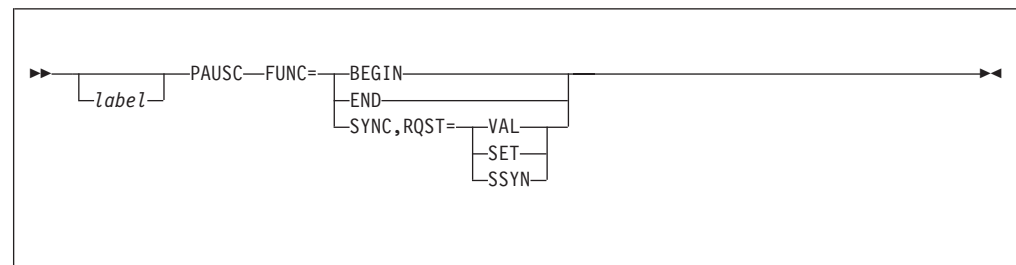 PAUSC FUNC= BEGIN
label
END
SYNC,RQST= VAL
SET
SSYN